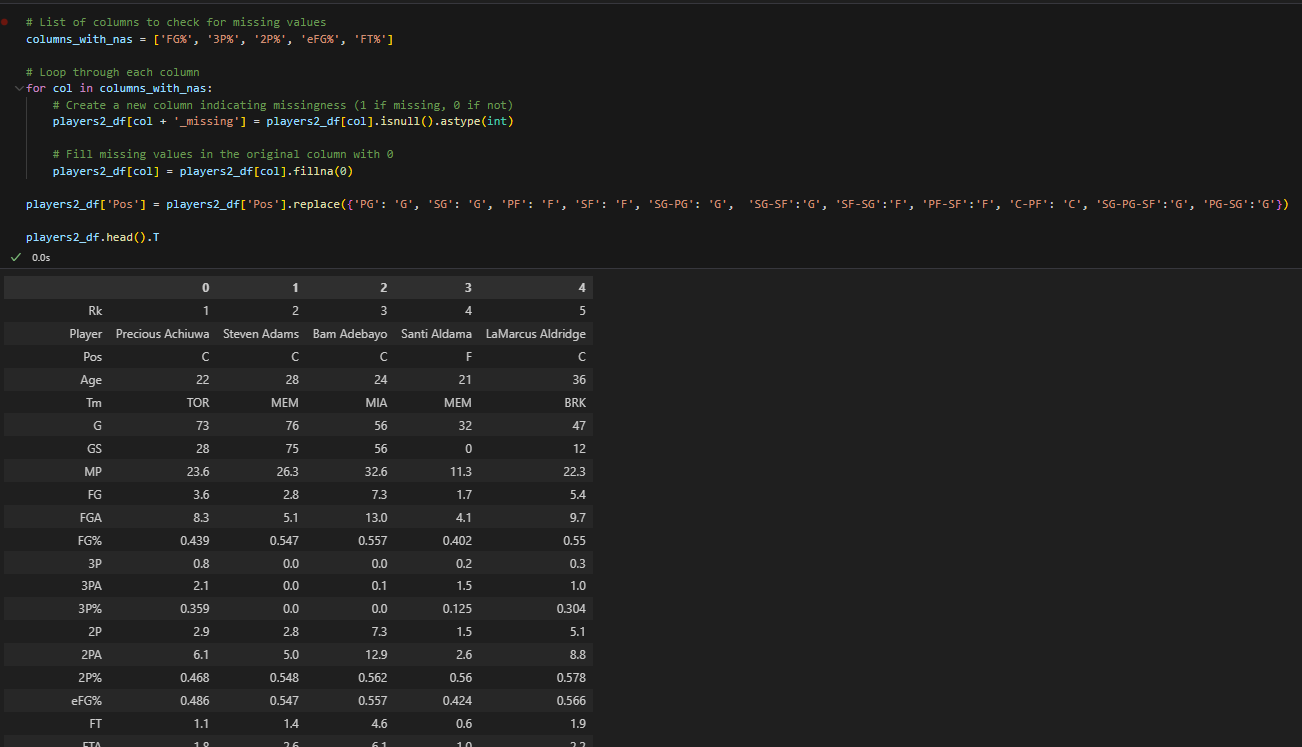 # List of columns to check for missing values
columns_with_nas = ['FG%', '3P%', '2P%', 'eFG%', 'FT%']
# Loop through each column
for col in columns_with_nas:
# Create a new column indicating missingness (1 if missing, 0 if not)
players2_df[col + '_missing'] = players2_df[col].isnull().astype(int)
# Fill missing values in the original column with 0
players2_df[col] = players2_df[col].fillna(0)
players2_df['Pos'] = players2_df['Pos'].replace({'PG': 'G', 'SG': 'G', 'PF': 'F', 'SF': 'F', 'SG-PG': 'G',  'SG-SF':'G', 'SF-SG':'F', 'PF-SF':'F', 'C-PF': 'C', 'SG-PG-SF':'G', 'PG-SG':'G'})
players2_df.head().T
0.0s
0 1 2 3 4
Rk 1 2 3 4 5
Player Precious Achiuwa Steven Adams Bam Adebayo Santi Aldama LaMarcus Aldridge
Pos C C C F C
Age 22 28 24 21 36
Tm TOR MEM MIA MEM BRK
G 73 76 56 32 47
GS 28 75 56 0 12
MP 23.6 26.3 32.6 11.3 22.3
FG 3.6 2.8 7.3 1.7 5.4
FGA 8.3 5.1 13.0 4.1 9.7
FG% 0.439 0.547 0.557 0.402 0.55
3P 0.8 0.0 0.0 0.2 0.3
3PA 2.1 0.0 0.1 1.5 1.0
3P% 0.359 0.0 0.0 0.125 0.304
2P 2.9 2.8 7.3 1.5 5.1
2PA 6.1 5.0 12.9 2.6 8.8
2P% 0.468 0.548 0.562 0.56 0.578
eFG% 0.486 0.547 0.557 0.424 0.566
FT 1.1 1.4 4.6 0.6 1.9
FTA 1.8 2.6 6.1 1.0 2.2